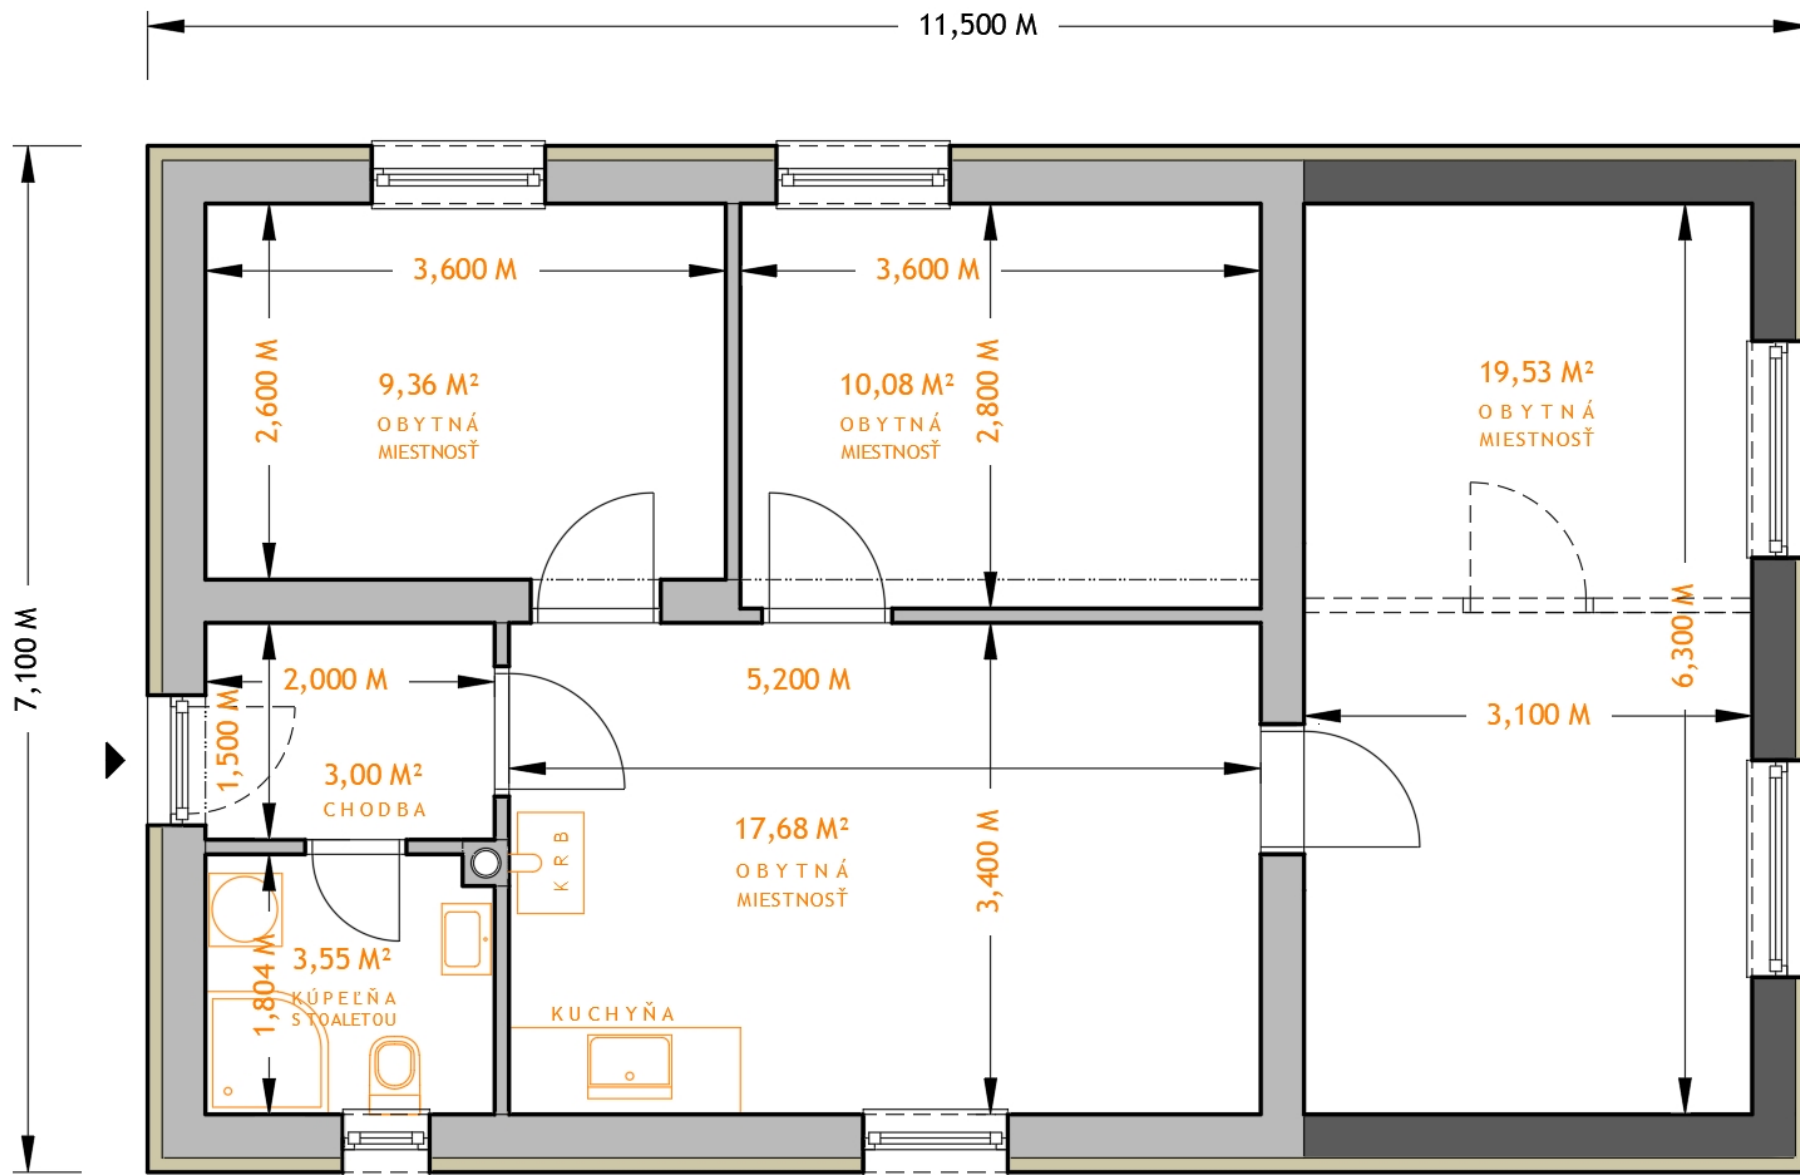 11,500 M
7,100 M
3,600 M
2,600 M
9,36 M²
OBYTNÁ
MIESTNOSŤ
3,600 M
2,800 M
10,08 M²
OBYTNÁ
MIESTNOSŤ
19,53 M²
OBYTNÁ
MIESTNOSŤ
6,300 M
3,100 M
2,000 M
1,500 M
3,00 M²
CHODBA
5,200 M
17,68 M²
OBYTNÁ
MIESTNOSŤ
3,400 M
KRB
KUCHYŇA
3,55 M²
KÚPEĽŇA
S TOALETOU
1,804 M